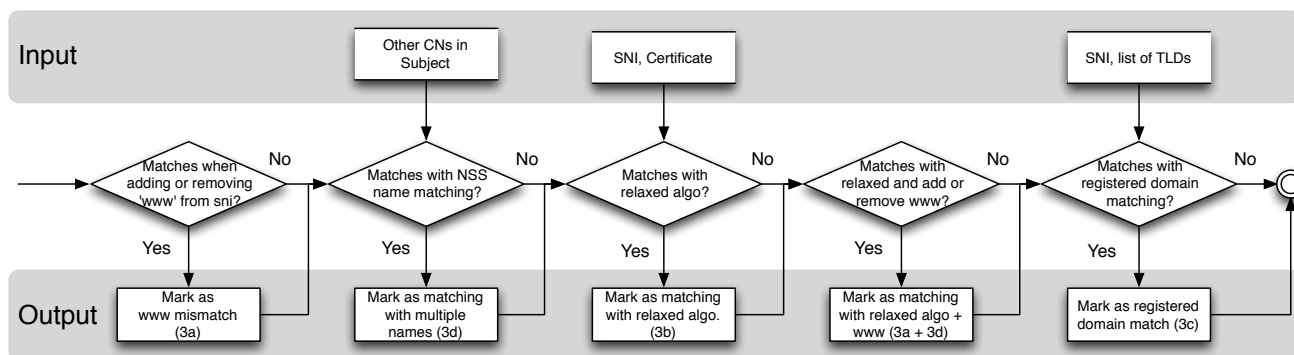 Input
Other CNs in
Subject
SNI, Certificate
SNI, list of TLDs
Matches when
adding or removing
'www' from sni?
No
Matches with NSS
name matching?
No
Matches with
relaxed algo?
No
Matches with
relaxed and add or
remove www?
No
Matches with
registered domain
matching?
No
Yes
Yes
Yes
Yes
Yes
Output
Mark as
www mismatch
(3a)
Mark as matching
with multiple
names (3d)
Mark as matching
with relaxed algo.
(3b)
Mark as matching
with relaxed algo +
www (3a + 3d)
Mark as registered
domain match (3c)